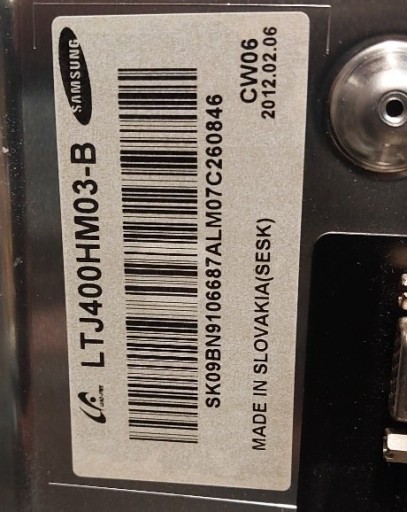 SAMSUNG
LTJ400HM03-B
SK09BN9106687ALM07C260846
CW06
2012.02.06
MADE IN SLOVAKIA(SESK)